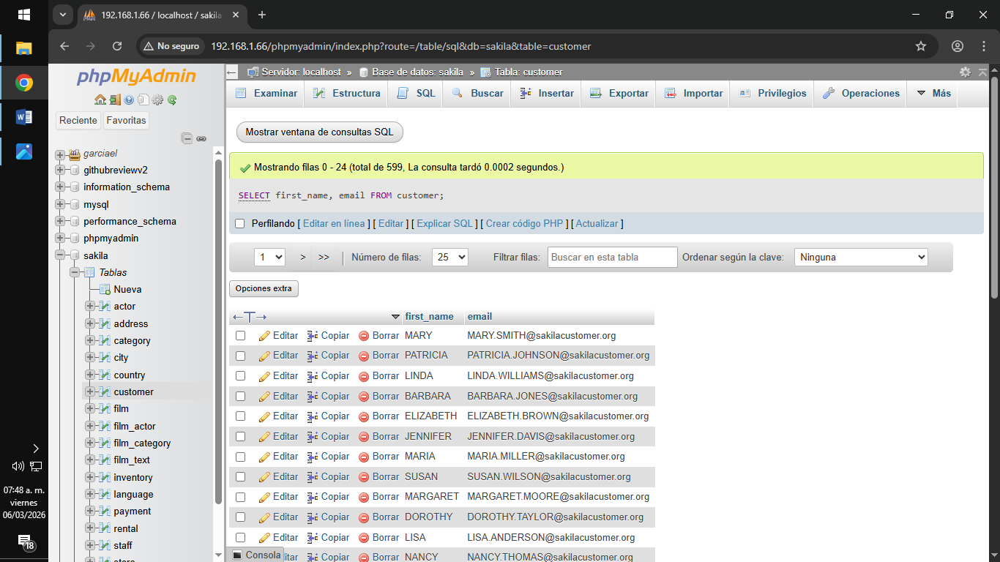 192.168.1.66 / localhost / sakila
No seguro
192.168.1.66/phpmyadmin/index.php?route=/table/sql&db=sakila&table=customer
phpMyAdmin
Reciente
Favoritas
garciael
githubreviewv2
information_schema
mysql
performance_schema
phpmyadmin
sakila
Tablas
Nueva
actor
address
category
city
country
customer
film
film_actor
film_category
film_text
inventory
language
payment
rental
staff
store
07:48 a. m.
viernes
06/03/2026
18
Servidor: localhost » Base de datos: sakila » Tabla: customer
Examinar Estructura SQL Buscar Insertar Exportar Importar Privilegios Operaciones Más
Mostrar ventana de consultas SQL
Mostrando filas 0 - 24 (total de 599, La consulta tardó 0.0002 segundos.)
SELECT first_name, email FROM customer;
Perfilando [ Editar en línea ] [ Editar ] [ Explicar SQL ] [ Crear código PHP ] [ Actualizar ]
1 > >> | Número de filas: 25 Filtrar filas: Buscar en esta tabla Ordenar según la clave: Ninguna
Opciones extra
first_name email
Editar Copiar Borrar MARY MARY.SMITH@sakilacustomer.org
Editar Copiar Borrar PATRICIA PATRICIA.JOHNSON@sakilacustomer.org
Editar Copiar Borrar LINDA LINDA.WILLIAMS@sakilacustomer.org
Editar Copiar Borrar BARBARA BARBARA.JONES@sakilacustomer.org
Editar Copiar Borrar ELIZABETH ELIZABETH.BROWN@sakilacustomer.org
Editar Copiar Borrar JENNIFER JENNIFER.DAVIS@sakilacustomer.org
Editar Copiar Borrar MARIA MARIA.MILLER@sakilacustomer.org
Editar Copiar Borrar SUSAN SUSAN.WILSON@sakilacustomer.org
Editar Copiar Borrar MARGARET MARGARET.MOORE@sakilacustomer.org
Editar Copiar Borrar DOROTHY DOROTHY.TAYLOR@sakilacustomer.org
Editar Copiar Borrar LISA LISA.ANDERSON@sakilacustomer.org
itar Copiar Borrar NANCY NANCY.THOMAS@sakilacustomer.org
Consola